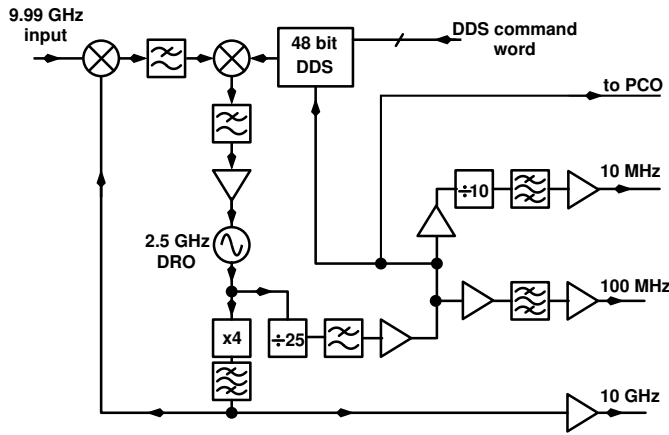 9.99 GHz
input
48 bit
DDS
DDS command
word
to PCO
÷10
10 MHz
2.5 GHz
DRO
100 MHz
x4
÷25
10 GHz